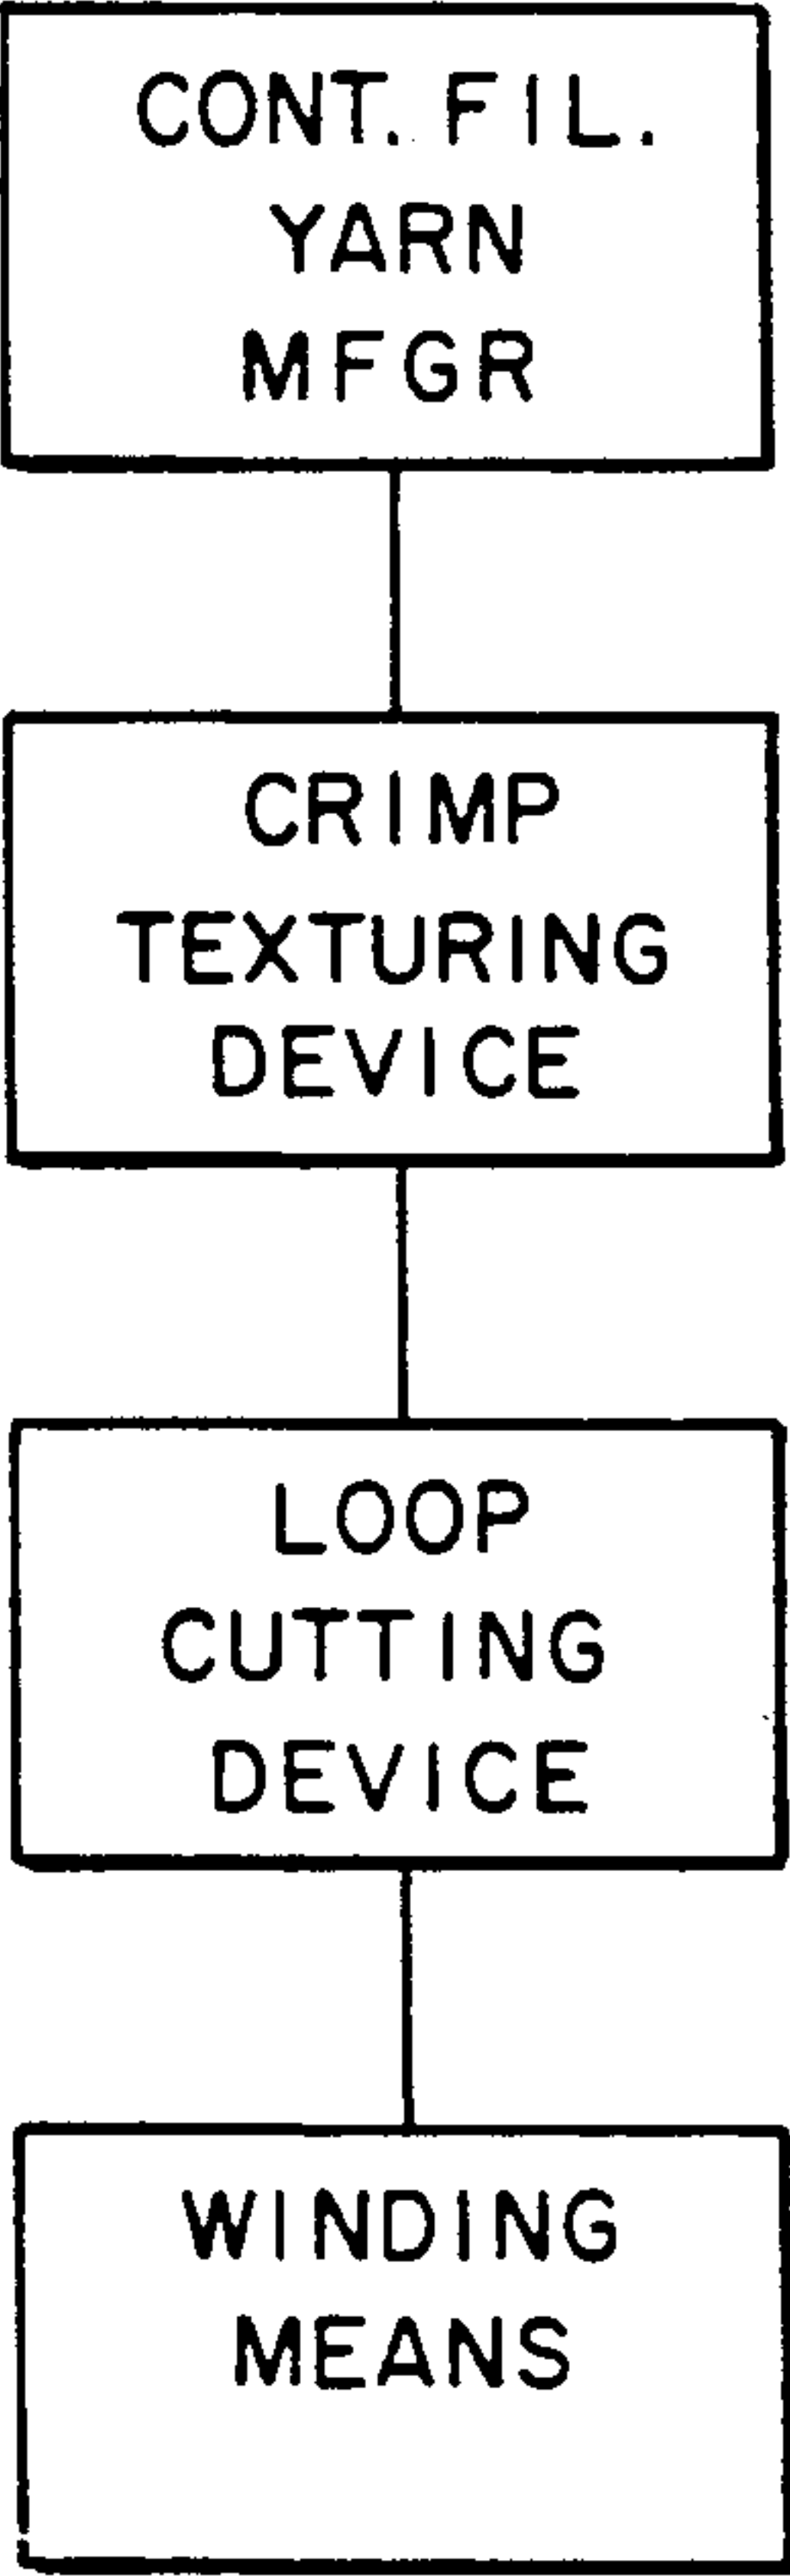 CONT. FIL.
YARN
MFGR
CRIMP
TEXTURING
DEVICE
LOOP
CUTTING
DEVICE
WINDING
MEANS